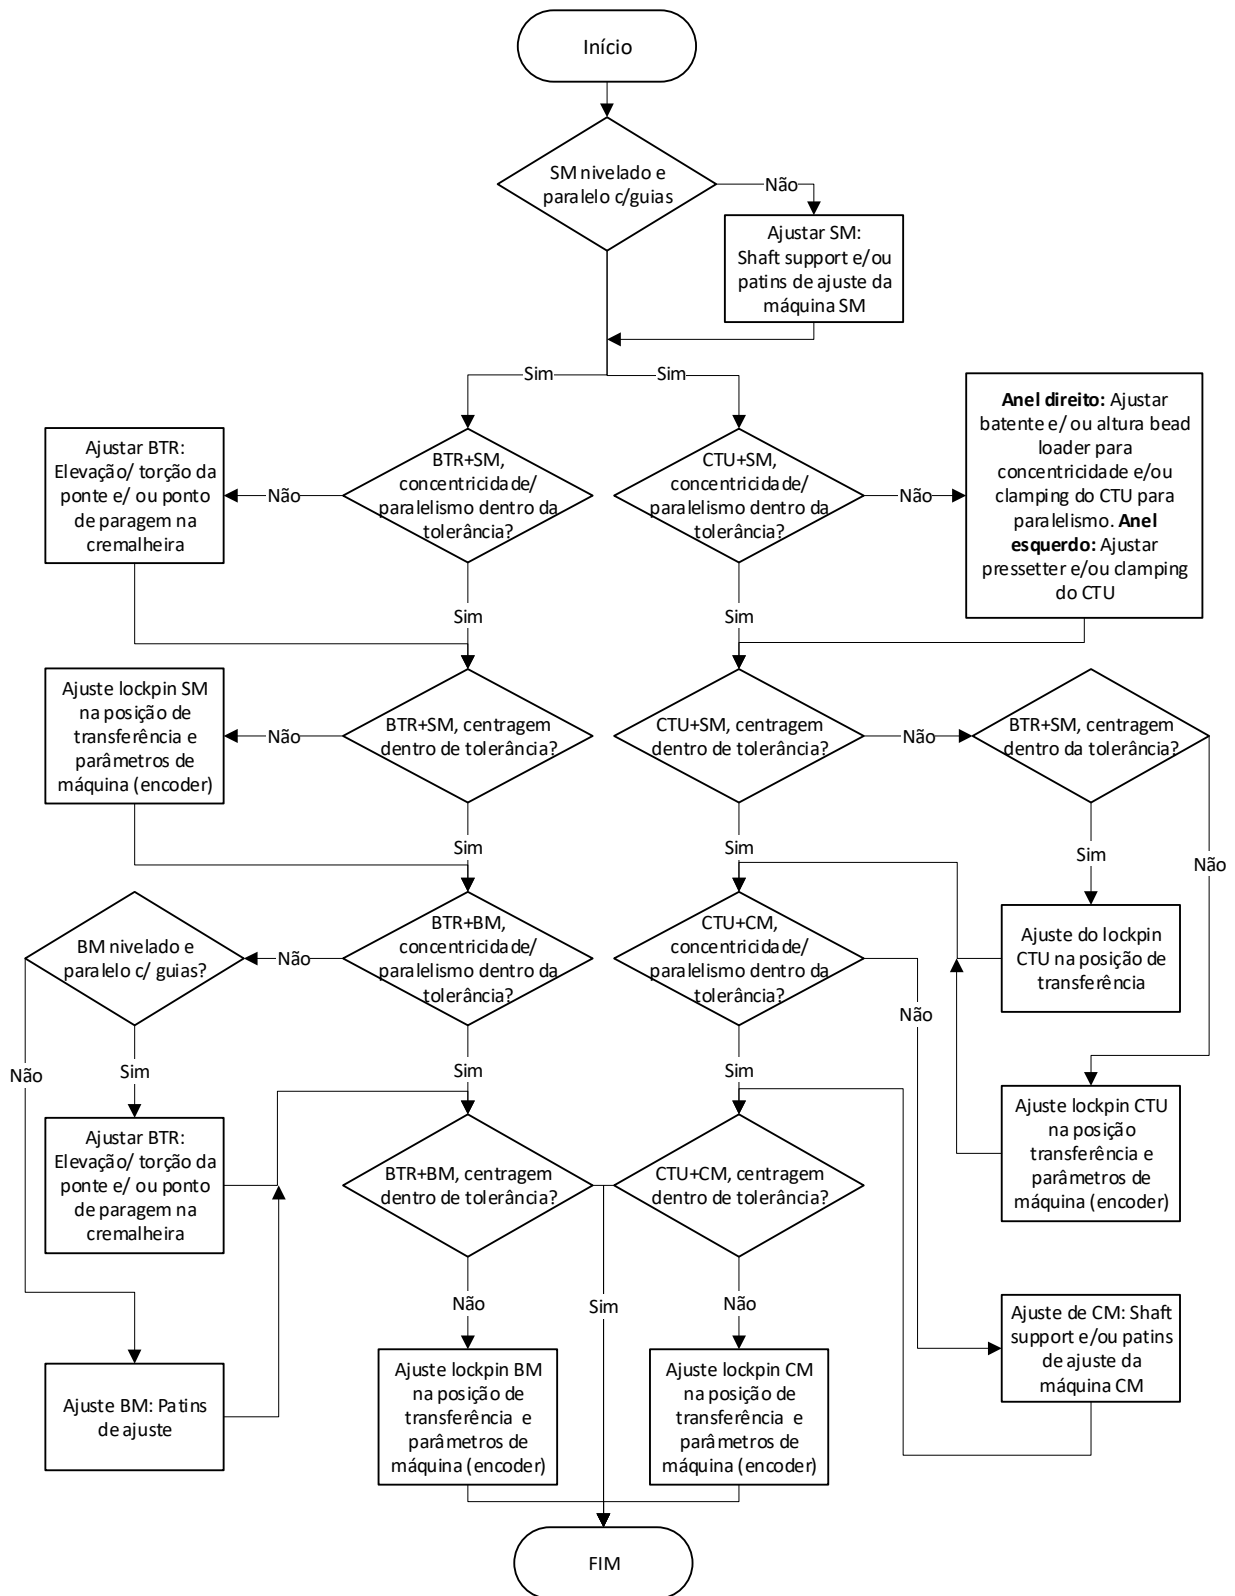 Início
SM nivelado e
paralelo c/guias
Não
Ajustar SM:
Shaft support e/ou
patins de ajuste da
máquina SM
Sim
Sim
Ajustar BTR:
Elevação/ torção da
ponte e/ ou ponto
de paragem na
cremalheira
Não
BTR+SM,
concentricidade/
paralelismo dentro da
tolerância?
CTU+SM,
concentricidade/
paralelismo dentro da
tolerância?
Não
Anel direito: Ajustar
batente e/ ou altura bead
loader para
concentricidade e/ou
clamping do CTU para
paralelismo. Anel
esquerdo: Ajustar
pressetter e/ou clamping
do CTU
Sim
Sim
Ajuste lockpin SM
na posição de
transferência e
parâmetros de
máquina (encoder)
Não
BTR+SM, centragem
dentro de tolerância?
CTU+SM, centragem
dentro de tolerância?
Não
BTR+SM, centragem
dentro da tolerância?
Sim
Sim
Sim
Não
BM nivelado e
paralelo c/ guias?
Não
BTR+BM,
concentricidade/
paralelismo dentro da
tolerância?
CTU+CM,
concentricidade/
paralelismo dentro da
tolerância?
Não
Ajuste do lockpin
CTU na posição de
transferência
Não
Sim
Sim
Sim
Ajustar BTR:
Elevação/ torção da
ponte e/ ou ponto
de paragem na
cremalheira
BTR+BM, centragem
dentro de tolerância?
CTU+CM, centragem
dentro de tolerância?
Ajuste lockpin CTU
na posição
transferência e
parâmetros de
máquina (encoder)
Não
Sim
Não
Ajuste BM: Patins
de ajuste
Ajuste lockpin BM
na posição de
transferência e
parâmetros de
máquina (encoder)
Ajuste lockpin CM
na posição de
transferência e
parâmetros de
máquina (encoder)
Ajuste de CM: Shaft
support e/ou patins
de ajuste da
máquina CM
FIM